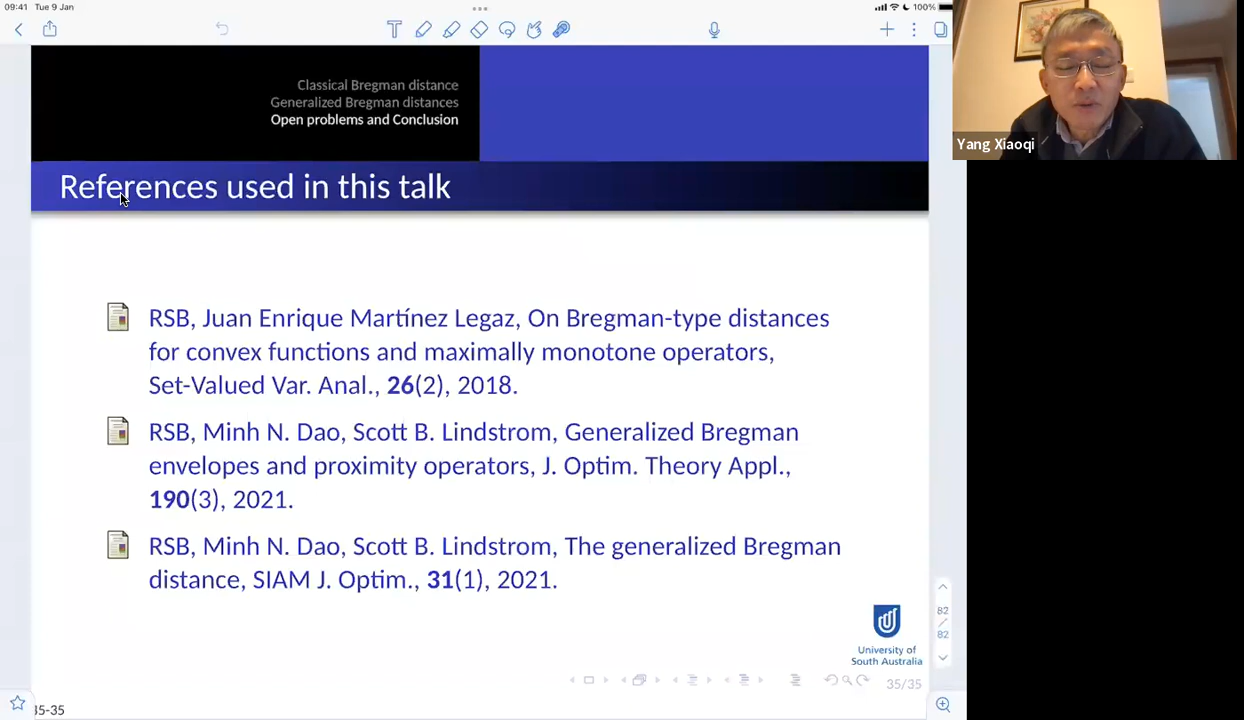 09:41 Tue 9 Jan
100%
Classical Bregman distance
Generalized Bregman distances
Open problems and Conclusion
References used in this talk
RSB, Juan Enrique Martínez Legaz, On Bregman-type distances
for convex functions and maximally monotone operators,
Set-Valued Var. Anal., 26(2), 2018.
RSB, Minh N. Dao, Scott B. Lindstrom, Generalized Bregman
envelopes and proximity operators, J. Optim. Theory Appl.,
190(3), 2021.
RSB, Minh N. Dao, Scott B. Lindstrom, The generalized Bregman
distance, SIAM J. Optim., 31(1), 2021.
University of
South Australia
35/35
82
/
82
35-35
Yang Xiaoqi